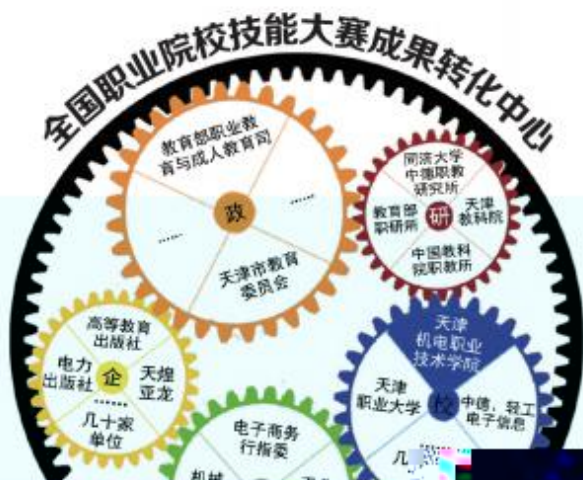 全国职业院校技能大赛成果转化中心
教育部职业教
育与成人教育司
......
政
......
天津市教育
委员会
同济大学
中德职教
研究所
教育部
职研所
研
天津
教科院
中国教科
院职教所
高等教育
出版社
电力
出版社
企
天煌
亚龙
......
几十家
单位
天津
机电职业
技术学院
天津
职业大学
校
中德、轻工
电子信息
几
电子商务
行指委
机械